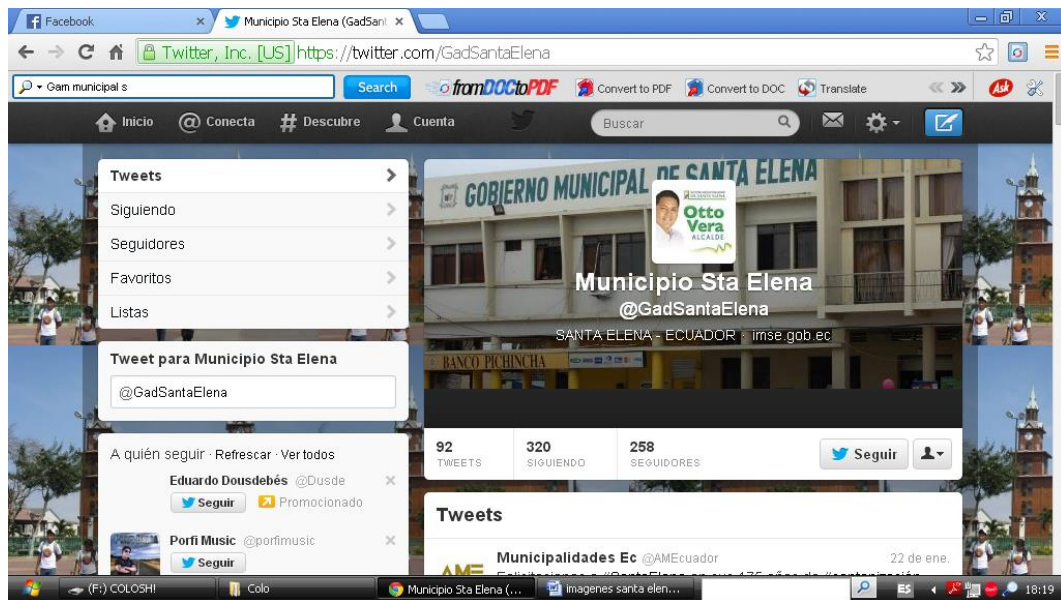 Facebook
Municipio Sta Elena (GadSant
Twitter, Inc. [US] https://twitter.com/GadSantaElena
Gam municipal s
Search
fromDOCtoPDF
Convert to PDF
Convert to DOC
Translate
Ask
Inicio
Conecta
Descubre
Cuenta
Buscar
Tweets
Siguiendo
Seguidores
Favoritos
Listas
Tweet para Municipio Sta Elena
@GadSantaElena
A quién seguir · Refrescar · Ver todos
Eduardo Dousdebés @Dusde
Seguir
Promocionado
Porfi Music @porfimusic
Seguir
GOBIERNO MUNICIPAL DE SANTA ELENA
Otto
Vera
ALCALDE
Municipio Sta Elena
@GadSantaElena
SANTA ELENA - ECUADOR · imse.gob.ec
BANCO PICHINCHA
92
TWEETS
320
SIGUIENDO
258
SEGUIDORES
Seguir
Tweets
AME
Municipalidades Ec @AMEcuador
22 de ene.
(F:) COLOSH!
Colo
Municipio Sta Elena (...
imagenes santa elen...
ES
18:19